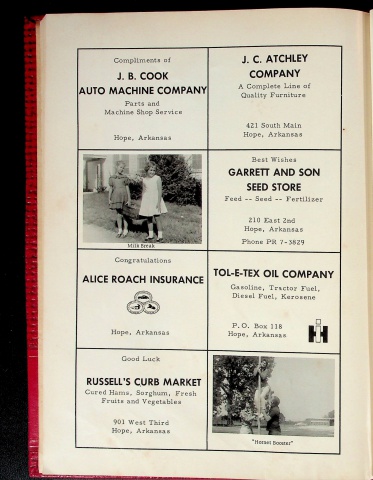 Compliments of
J. B. COOK
AUTO MACHINE COMPANY
Parts and
Machine Shop Service
Hope, Arkansas
J. C. ATCHLEY
COMPANY
A Complete Line of
Quality Furniture
421 South Main
Hope, Arkansas
Milk Break
Best Wishes
GARRETT AND SON
SEED STORE
Feed -- Seed -- Fertilizer
210 East 2nd
Hope, Arkansas
Phone PR 7-3829
Congratulations
ALICE ROACH INSURANCE
Hope, Arkansas
TOL-E-TEX OIL COMPANY
Gasoline, Tractor Fuel,
Diesel Fuel, Kerosene
P.O. Box 118
Hope, Arkansas
Good Luck
RUSSELL'S CURB MARKET
Cured Hams, Sorghum, Fresh
Fruits and Vegetables
901 West Third
Hope, Arkansas
"Hornet Booster"